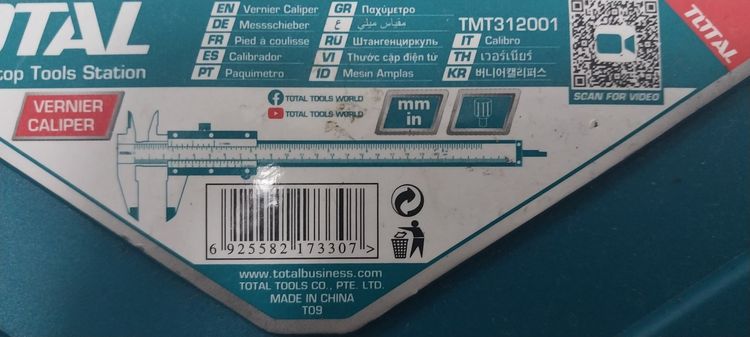 TOTAL
top Tools Station
EN Vernier Caliper
DE Messschieber
FR Pied à coulisse
ES Calibrador
PT Paquimetro
GR Παχύμετρο
ع مقياس ميلي
RU Штангенциркуль
VI Thước cặp điện tử
ID Mesin Amplas
TMT312001
IT Calibro
TH เวอร์เนียร์
KR 버니어캘리퍼스
TOTAL
SCAN FOR VIDEO
VERNIER
CALIPER
TOTAL TOOLS WORLD
TOTAL TOOLS WORLD
mm
in
6 925582 173307 >
www.totalbusiness.com
TOTAL TOOLS CO., PTE. LTD.
MADE IN CHINA
T09